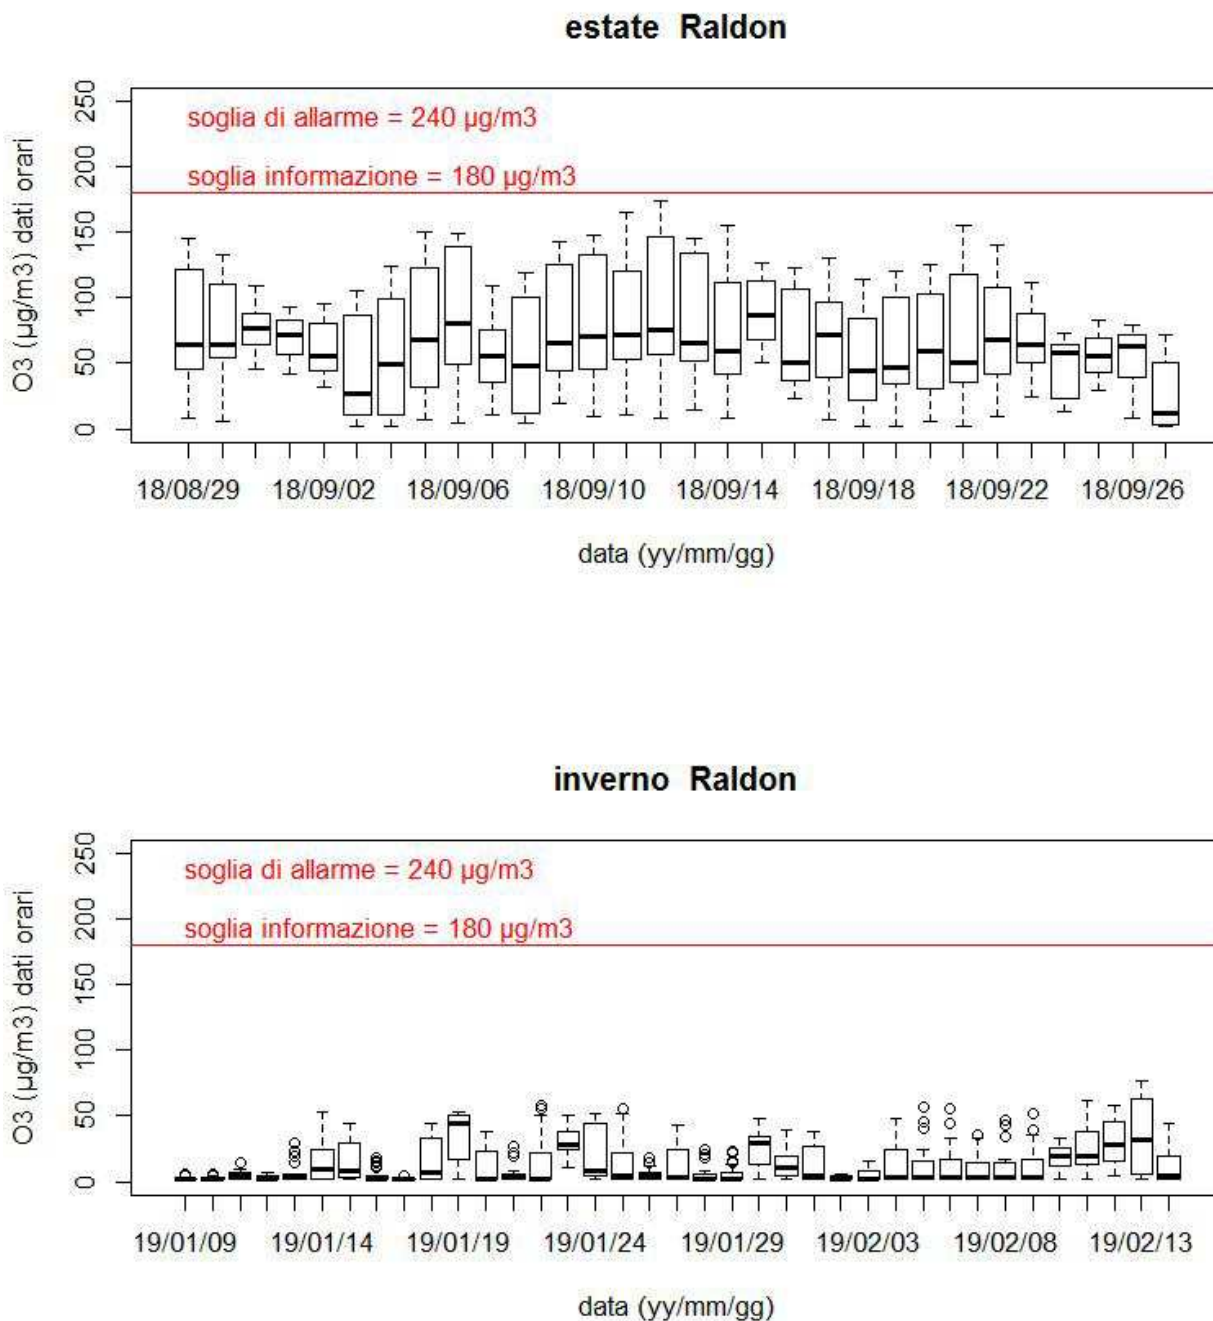 estate Raldon
250
200
150
100
50
0
O3 (µg/m3) dati orari
soglia di allarme = 240 µg/m3
soglia informazione = 180 µg/m3
18/08/29 18/09/02 18/09/06 18/09/10 18/09/14 18/09/18 18/09/22 18/09/26
data (yy/mm/gg)
inverno Raldon
250
200
150
100
50
0
O3 (µg/m3) dati orari
soglia di allarme = 240 µg/m3
soglia informazione = 180 µg/m3
19/01/09 19/01/14 19/01/19 19/01/24 19/01/29 19/02/03 19/02/08 19/02/13
data (yy/mm/gg)